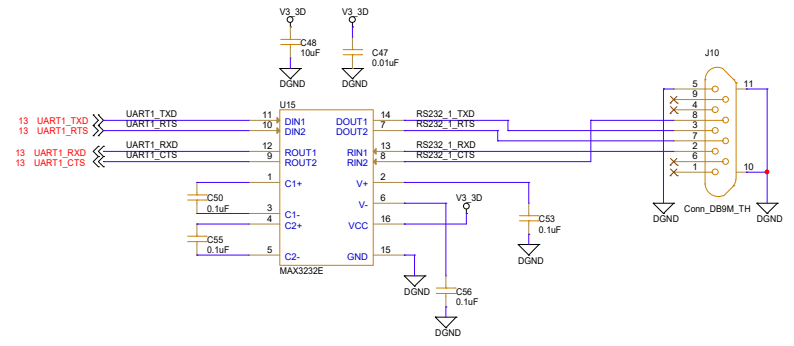 V3_3D
V3_3D
C48
10uF
C47
0.01uF
DGND
DGND
J10
U15
13 UART1_TXD
UART1_TXD
11
DIN1
DOUT1
14
RS232_1_TXD
13 UART1_RTS
UART1_RTS
10
DIN2
DOUT2
7
RS232_1_RTS
13 UART1_RXD
UART1_RXD
12
ROUT1
RIN1
13
RS232_1_RXD
13 UART1_CTS
UART1_CTS
9
ROUT2
RIN2
8
RS232_1_CTS
1
C1+
V+
2
C50
0.1uF
3
C1-
V-
6
V3_3D
4
C2+
VCC
16
C53
0.1uF
C55
0.1uF
5
C2-
GND
15
MAX3232E
DGND
DGND
C56
0.1uF
DGND
5
9
4
8
3
7
2
6
1
11
10
DGND
Conn_DB9M_TH
DGND